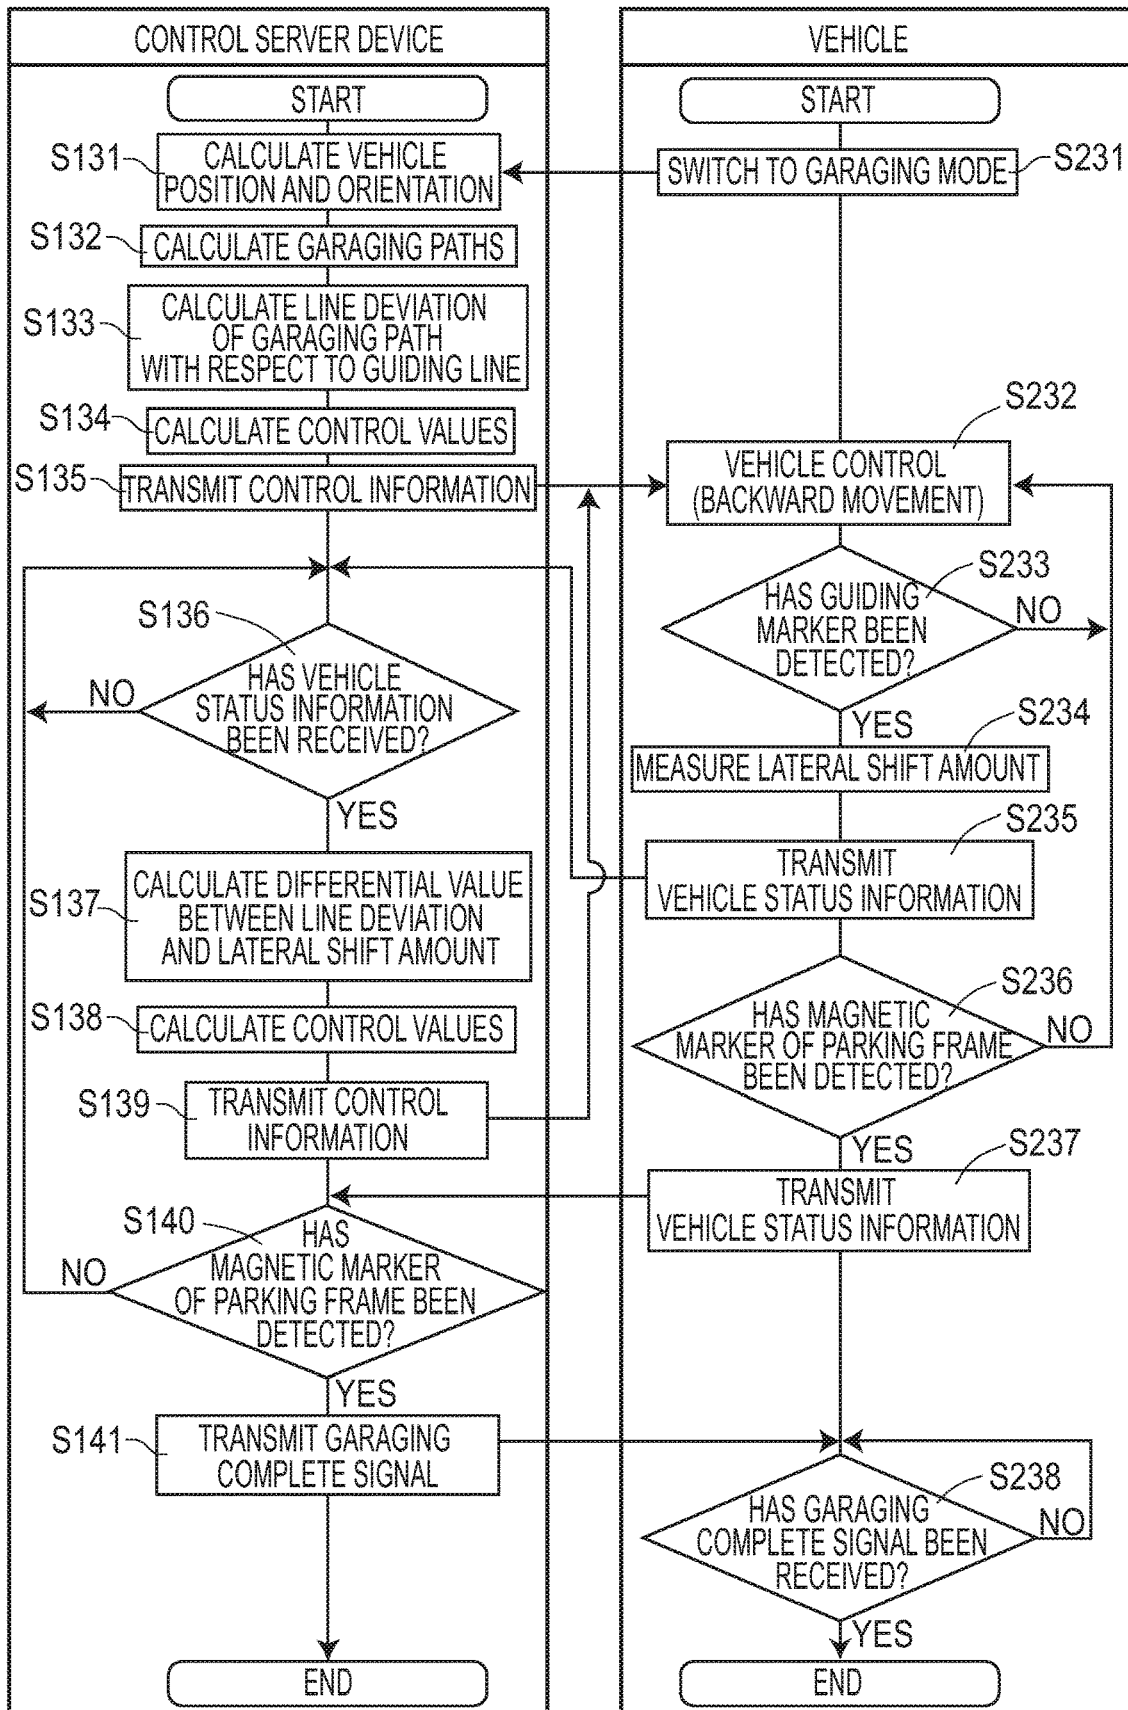 CONTROL SERVER DEVICE
START
S131
CALCULATE VEHICLE
POSITION AND ORIENTATION
S132
CALCULATE GARAGING PATHS
S133
CALCULATE LINE DEVIATION
OF GARAGING PATH
WITH RESPECT TO GUIDING LINE
S134
CALCULATE CONTROL VALUES
S135
TRANSMIT CONTROL INFORMATION
S136
HAS VEHICLE
STATUS INFORMATION
BEEN RECEIVED?
NO
YES
S137
CALCULATE DIFFERENTIAL VALUE
BETWEEN LINE DEVIATION
AND LATERAL SHIFT AMOUNT
S138
CALCULATE CONTROL VALUES
S139
TRANSMIT CONTROL
INFORMATION
S140
HAS
MAGNETIC MARKER
OF PARKING FRAME BEEN
DETECTED?
NO
YES
S141
TRANSMIT GARAGING
COMPLETE SIGNAL
END
VEHICLE
START
SWITCH TO GARAGING MODE
S231
S232
VEHICLE CONTROL
(BACKWARD MOVEMENT)
S233
HAS GUIDING
MARKER BEEN
DETECTED?
NO
YES
S234
MEASURE LATERAL SHIFT AMOUNT
S235
TRANSMIT
VEHICLE STATUS INFORMATION
S236
HAS MAGNETIC
MARKER OF PARKING FRAME
BEEN DETECTED?
NO
YES
S237
TRANSMIT
VEHICLE STATUS INFORMATION
S238
HAS GARAGING
COMPLETE SIGNAL BEEN
RECEIVED?
NO
YES
END